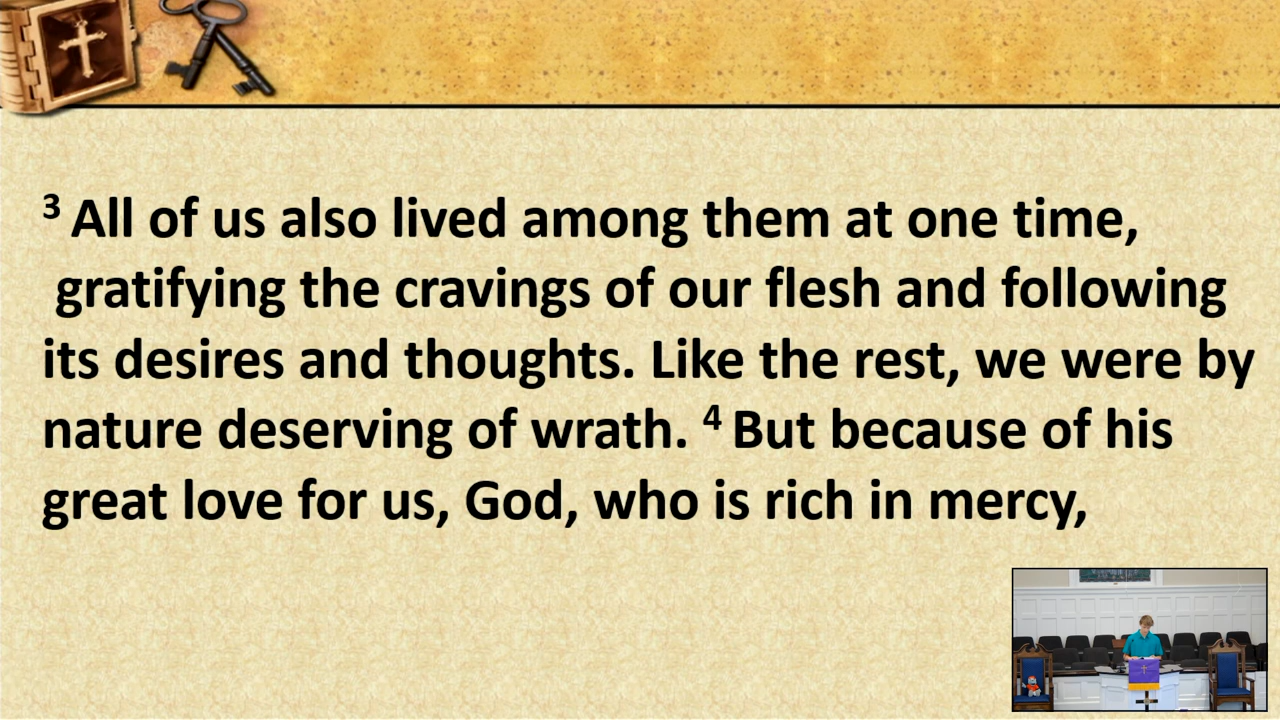 3 All of us also lived among them at one time,
gratifying the cravings of our flesh and following
its desires and thoughts. Like the rest, we were by
nature deserving of wrath. 4 But because of his
great love for us, God, who is rich in mercy,